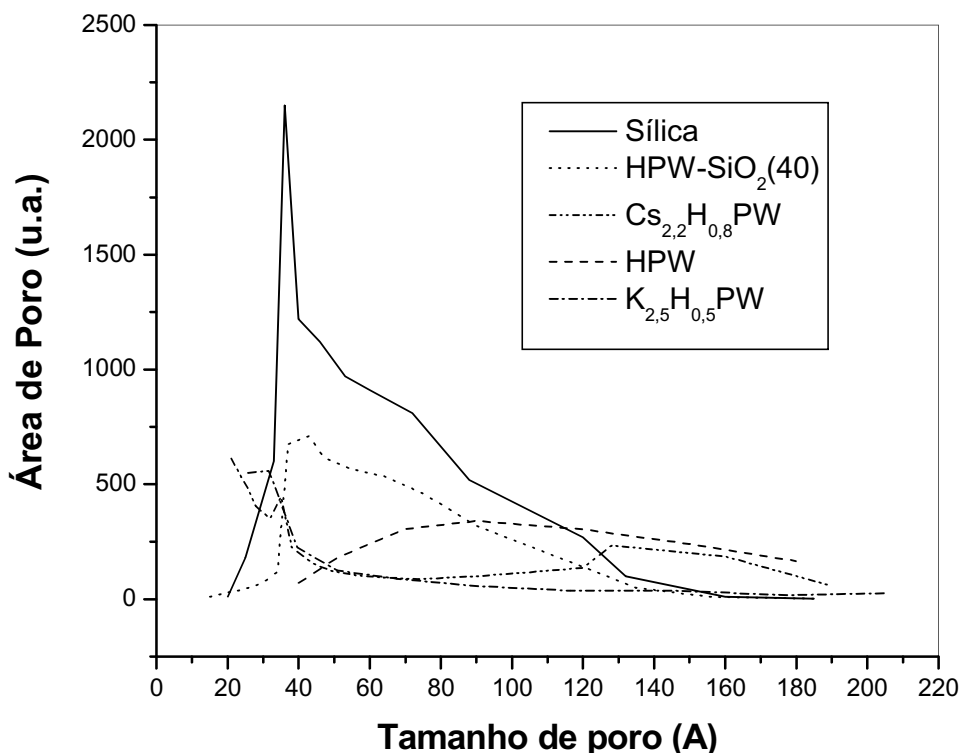 2500
2000
1500
1000
500
0
Área de Poro (u.a.)
Sílica
HPW-SiO₂(40)
Cs₂,₂H₀,₈PW
HPW
K₂,₅H₀,₅PW
0 20 40 60 80 100 120 140 160 180 200 220
Tamanho de poro (A)